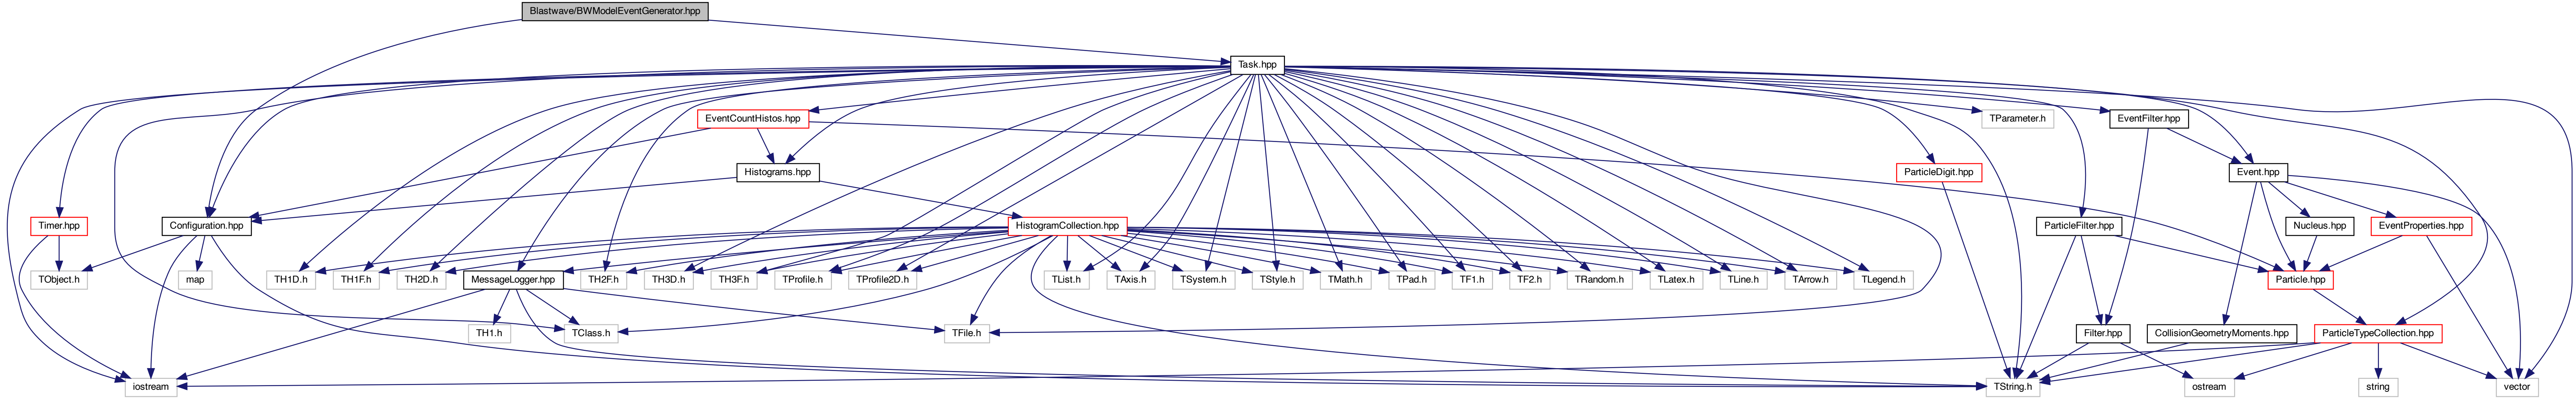 Blastwave/BWModelEventGenerator.hpp
Task.hpp
EventCountHistos.hpp
TParameter.h
EventFilter.hpp
Histograms.hpp
ParticleDigit.hpp
Event.hpp
Timer.hpp
Configuration.hpp
HistogramCollection.hpp
ParticleFilter.hpp
Nucleus.hpp
EventProperties.hpp
TObject.h
map
TH1D.h
TH1F.h
TH2D.h
MessageLogger.hpp
TH2F.h
TH3D.h
TH3F.h
TProfile.h
TProfile2D.h
TList.h
TAxis.h
TSystem.h
TStyle.h
TMath.h
TPad.h
TF1.h
TF2.h
TRandom.h
TLatex.h
TLine.h
TArrow.h
TLegend.h
Particle.hpp
TH1.h
TClass.h
TFile.h
Filter.hpp
CollisionGeometryMoments.hpp
ParticleTypeCollection.hpp
iostream
TString.h
ostream
string
vector